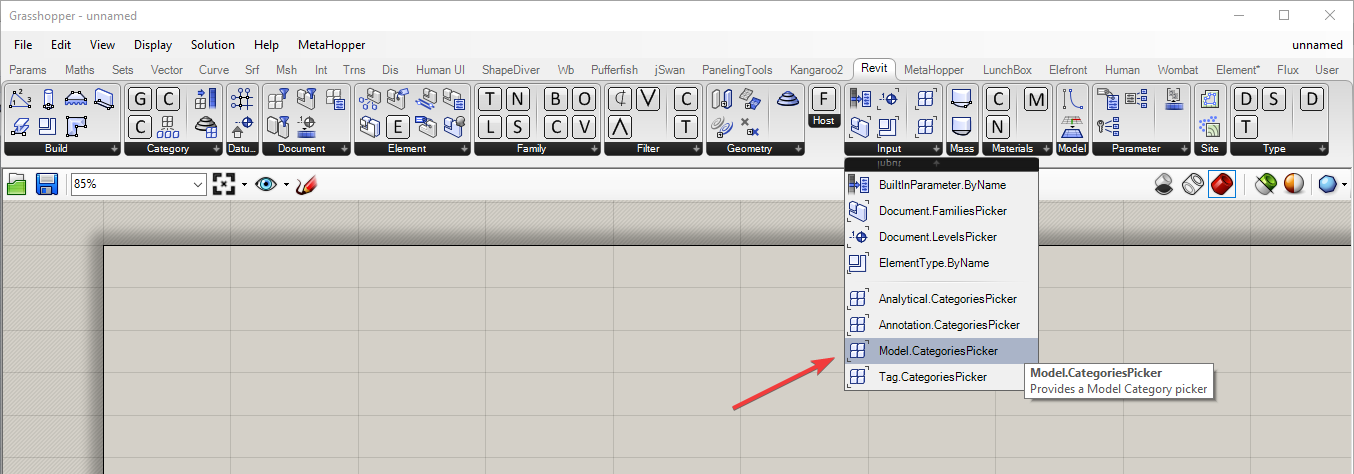 Grasshopper - unnamed
File Edit View Display Solution Help MetaHopper unnamed
Params Maths Sets Vector Curve Srf Msh Int Trns Dis Human UI ShapeDiver Wb Pufferfish jSwan PanelingTools Kangaroo2 Revit MetaHopper LunchBox Elefront Human Wombat Element* Flux User
G C T N B O ₵ V C F C M D S D
C E L S C V Λ T Host N T
Build Category Datu... Document Element Family Filter Geometry Input Mass Materials Model Parameter Site Type
Input
85%
BuiltInParameter.ByName
Document.FamiliesPicker
Document.LevelsPicker
ElementType.ByName
Analytical.CategoriesPicker
Annotation.CategoriesPicker
Model.CategoriesPicker
Tag.CategoriesPicker
Model.CategoriesPicker
Provides a Model Category picker